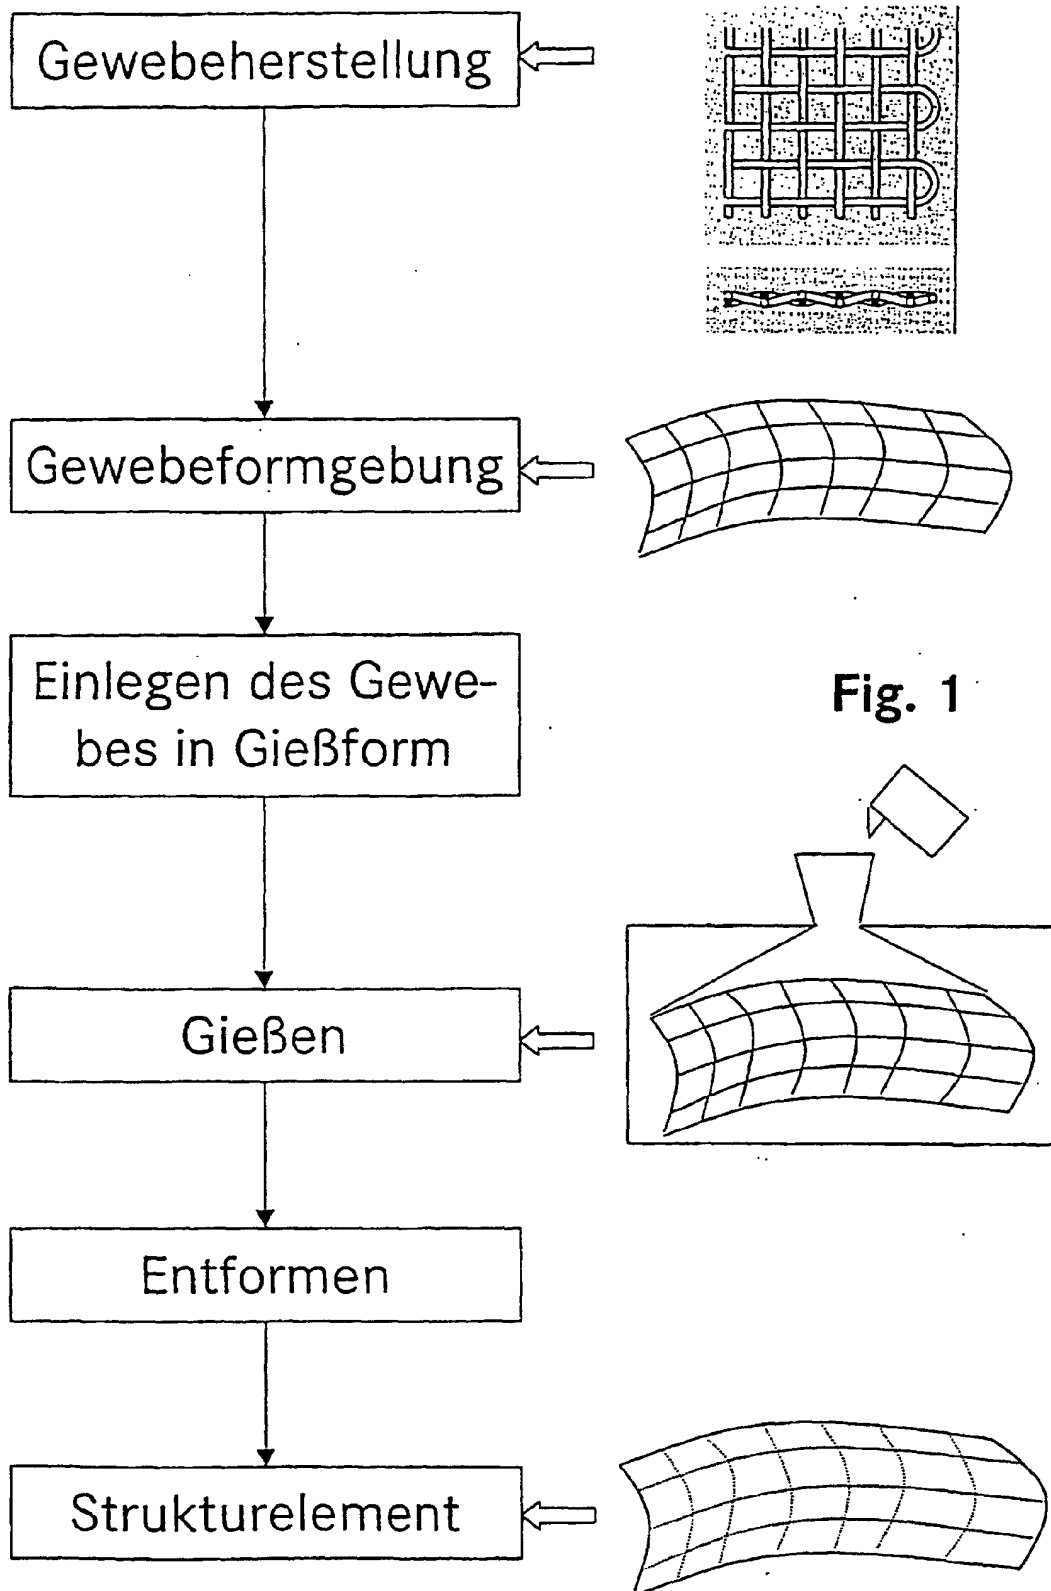 Gewebeherstellung
Gewebeformgebung
Einlegen des Gewe-
bes in Gießform
Fig. 1
Gießen
Entformen
Strukturelement